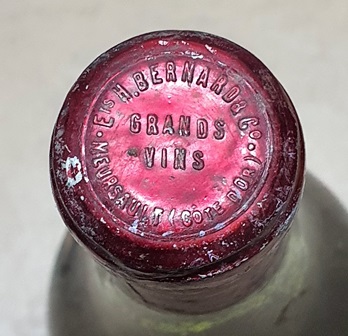 Ets H. BERNARD & Co.
GRANDS
VINS
MEURSAULT (CÔTE D'OR)